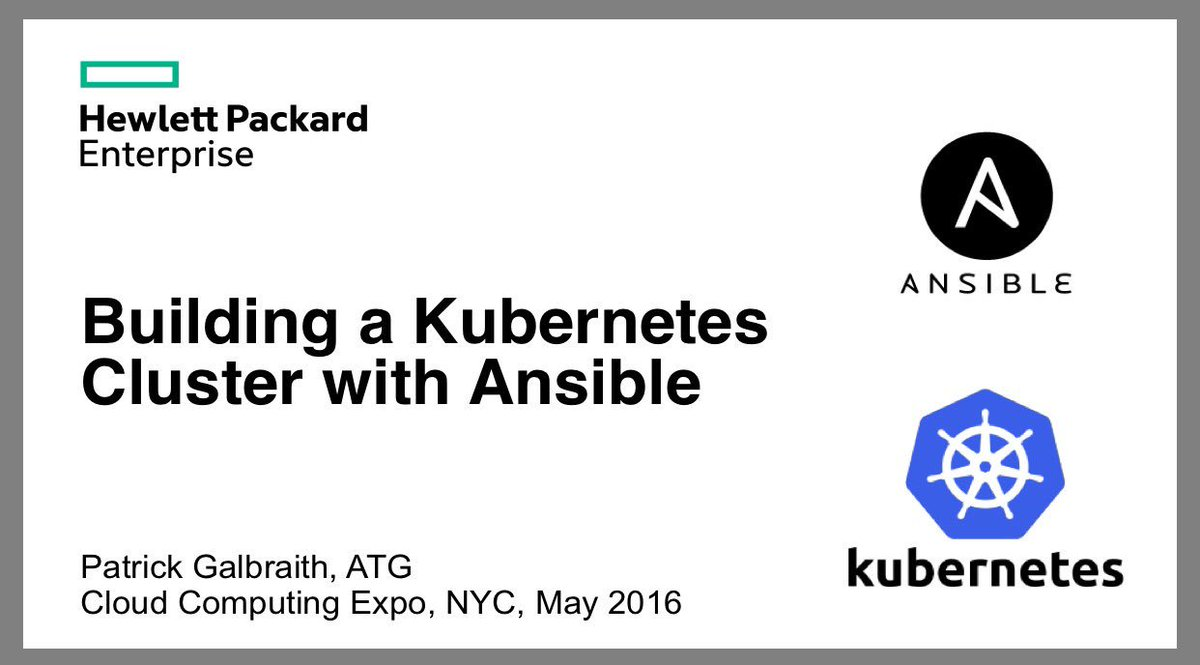 Hewlett Packard
Enterprise
ANSIBLE
Building a Kubernetes
Cluster with Ansible
kubernetes
Patrick Galbraith, ATG
Cloud Computing Expo, NYC, May 2016